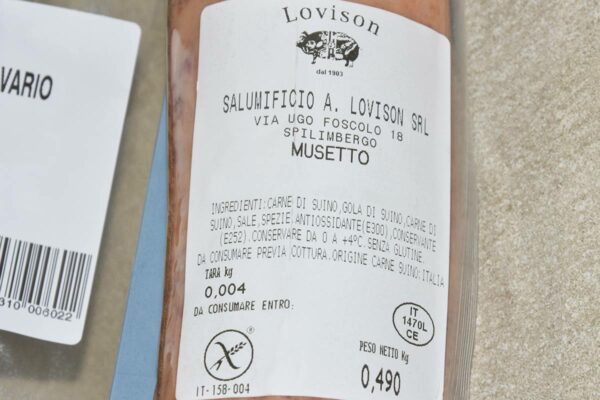 VARIO
310 006022
Lovison
dal 1903
SALUMIFICIO A. LOVISON SRL
VIA UGO FOSCOLO 18
SPILIMBERGO
MUSETTO
INGREDIENTI:CARNE DI SUINO,GOLA DI SUINO,CARNE DI
SUINO,SALE,SPEZIE.ANTIOSSIDANTE(E300),CONSERVANTE
(E252).CONSERVARE DA 0 A +4ºC.SENZA GLUTINE.
DA CONSUMARE PREVIA COTTURA.ORIGINE CARNE SUINO:ITALIA
TARA kg
0,004
DA CONSUMARE ENTRO:
IT
1470L
CE
PESO NETTO Kg
0,490
IT-158-004